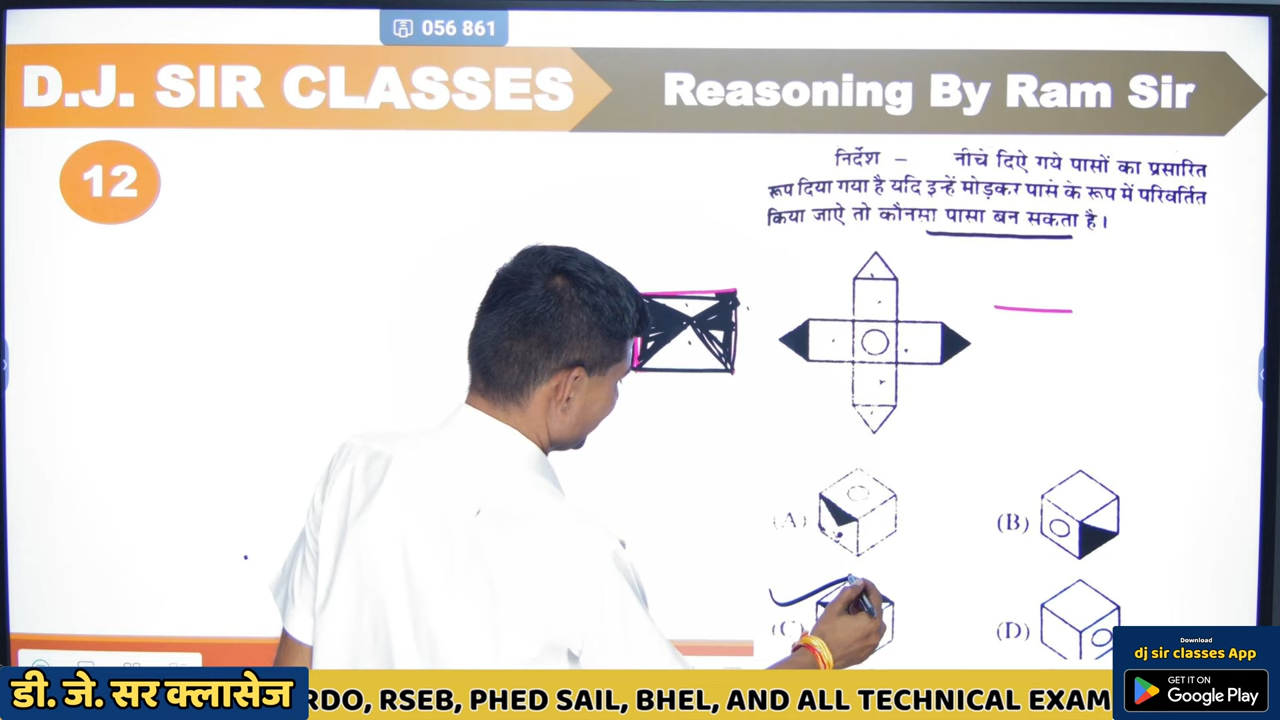 056 861
D.J. SIR CLASSES
Reasoning By Ram Sir
12
निर्देश – नीचे दिऐ गये पासों का प्रसारित
रूप दिया गया है यदि इन्हें मोड़कर पासे के रूप में परिवर्तित
किया जाऐ तो कौनसा पासा बन सकता है।
(A)
(B)
(C)
(D)
Download
dj sir classes App
GET IT ON
Google Play
डी. जे. सर क्लासेज
RDO, RSEB, PHED SAIL, BHEL, AND ALL TECHNICAL EXAM